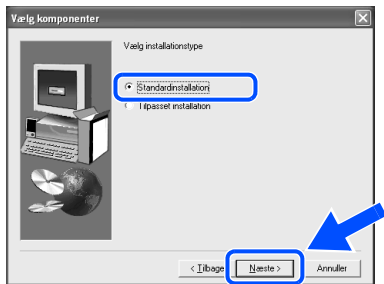 Vælg komponenter
Vælg installationstype
Standardinstallation
Tilpasset installation
< Tilbage
Næste >
Annuller